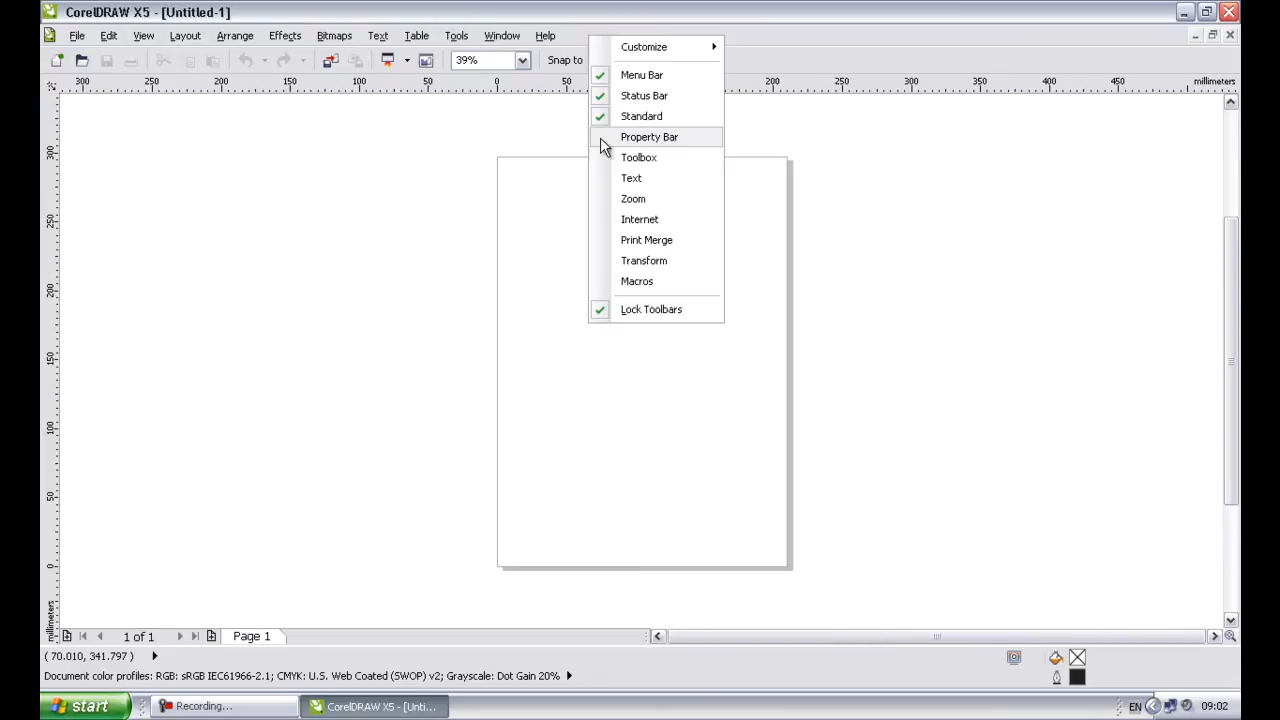 CorelDRAW X5 - [Untitled-1]
File Edit View Layout Arrange Effects Bitmaps Text Table Tools Window Help
39% Snap to
300 200 150 100 50 0 50 200 250 300 350 400 450 millimeters
Customize
Menu Bar
Status Bar
Standard
Property Bar
Toolbox
Text
Zoom
Internet
Print Merge
Transform
Macros
Lock Toolbars
300
250
200
150
100
50
0
millimeters
1 of 1 Page 1
( 70.010, 341.797 )
Document color profiles: RGB: sRGB IEC61966-2.1; CMYK: U.S. Web Coated (SWOP) v2; Grayscale: Dot Gain 20%
start Recording... CorelDRAW X5 - [Unti... EN 09:02